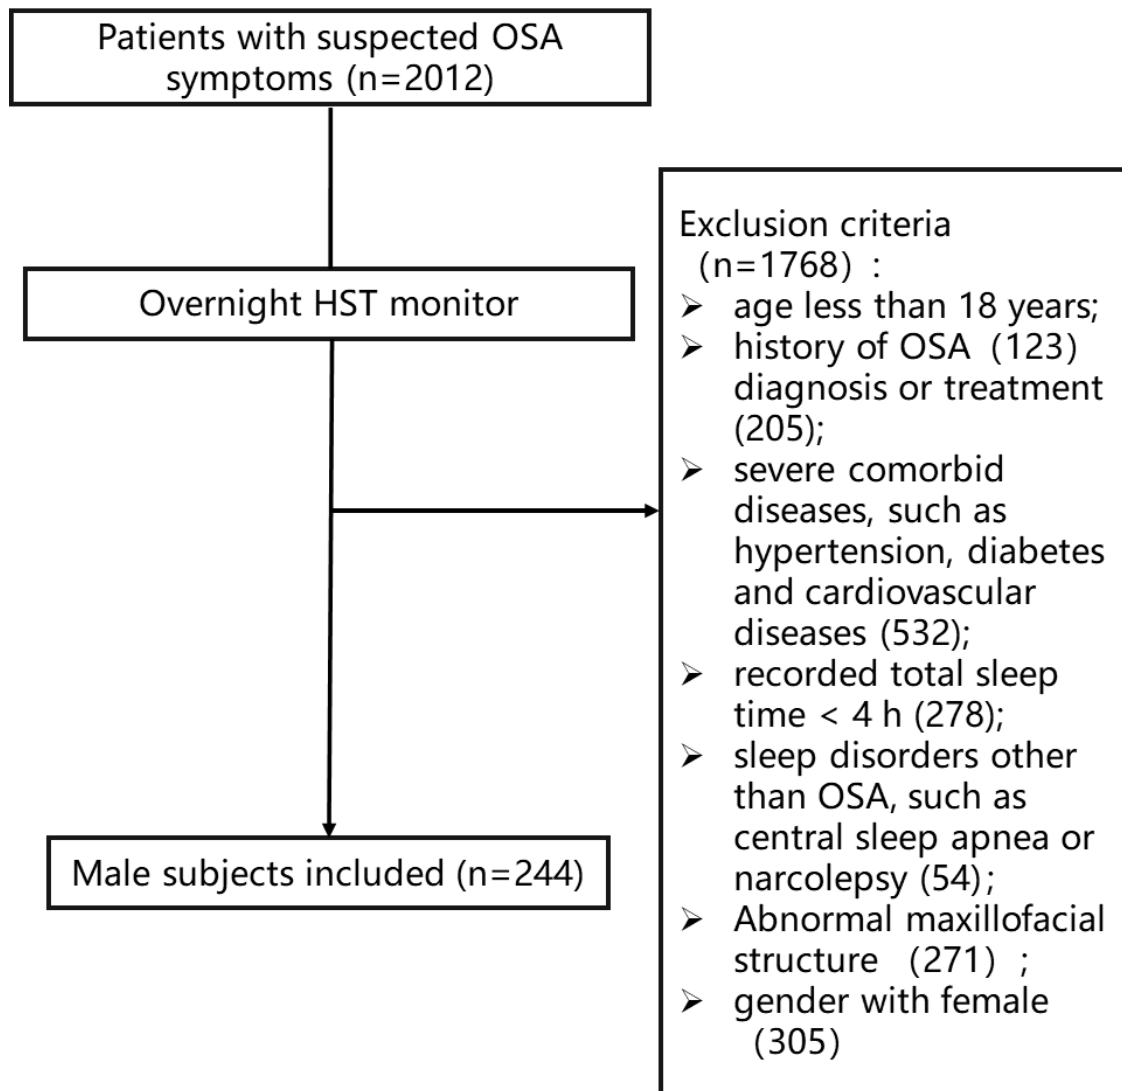 Patients with suspected OSA
symptoms (n=2012)
Overnight HST monitor
Exclusion criteria
(n=1768) :
➢ age less than 18 years;
➢ history of OSA (123)
diagnosis or treatment
(205);
➢ severe comorbid
diseases, such as
hypertension, diabetes
and cardiovascular
diseases (532);
➢ recorded total sleep
time < 4 h (278);
➢ sleep disorders other
than OSA, such as
central sleep apnea or
narcolepsy (54);
➢ Abnormal maxillofacial
structure (271) ;
➢ gender with female
(305)
Male subjects included (n=244)